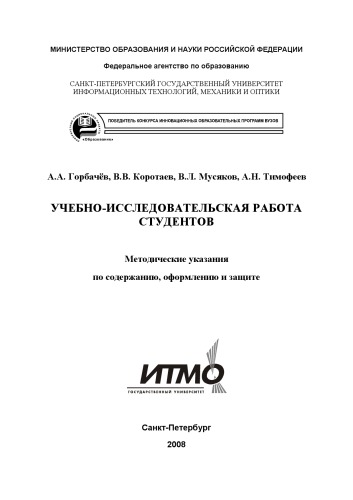 МИНИСТЕРСТВО ОБРАЗОВАНИЯ И НАУКИ РОССИЙСКОЙ ФЕДЕРАЦИИ
Федеральное агентство по образованию
САНКТ-ПЕТЕРБУРГСКИЙ ГОСУДАРСТВЕННЫЙ УНИВЕРСИТЕТ
ИНФОРМАЦИОННЫХ ТЕХНОЛОГИЙ, МЕХАНИКИ И ОПТИКИ
ПОБЕДИТЕЛЬ КОНКУРСА ИННОВАЦИОННЫХ ОБРАЗОВАТЕЛЬНЫХ ПРОГРАММ ВУЗОВ
«Образование»
А.А. Горбачёв, В.В. Коротаев, В.Л. Мусяков, А.Н. Тимофеев
УЧЕБНО-ИССЛЕДОВАТЕЛЬСКАЯ РАБОТА
СТУДЕНТОВ
Методические указания
по содержанию, оформлению и защите
ИТМО
ГОСУДАРСТВЕННЫЙ УНИВЕРСИТЕТ
Санкт-Петербург
2008